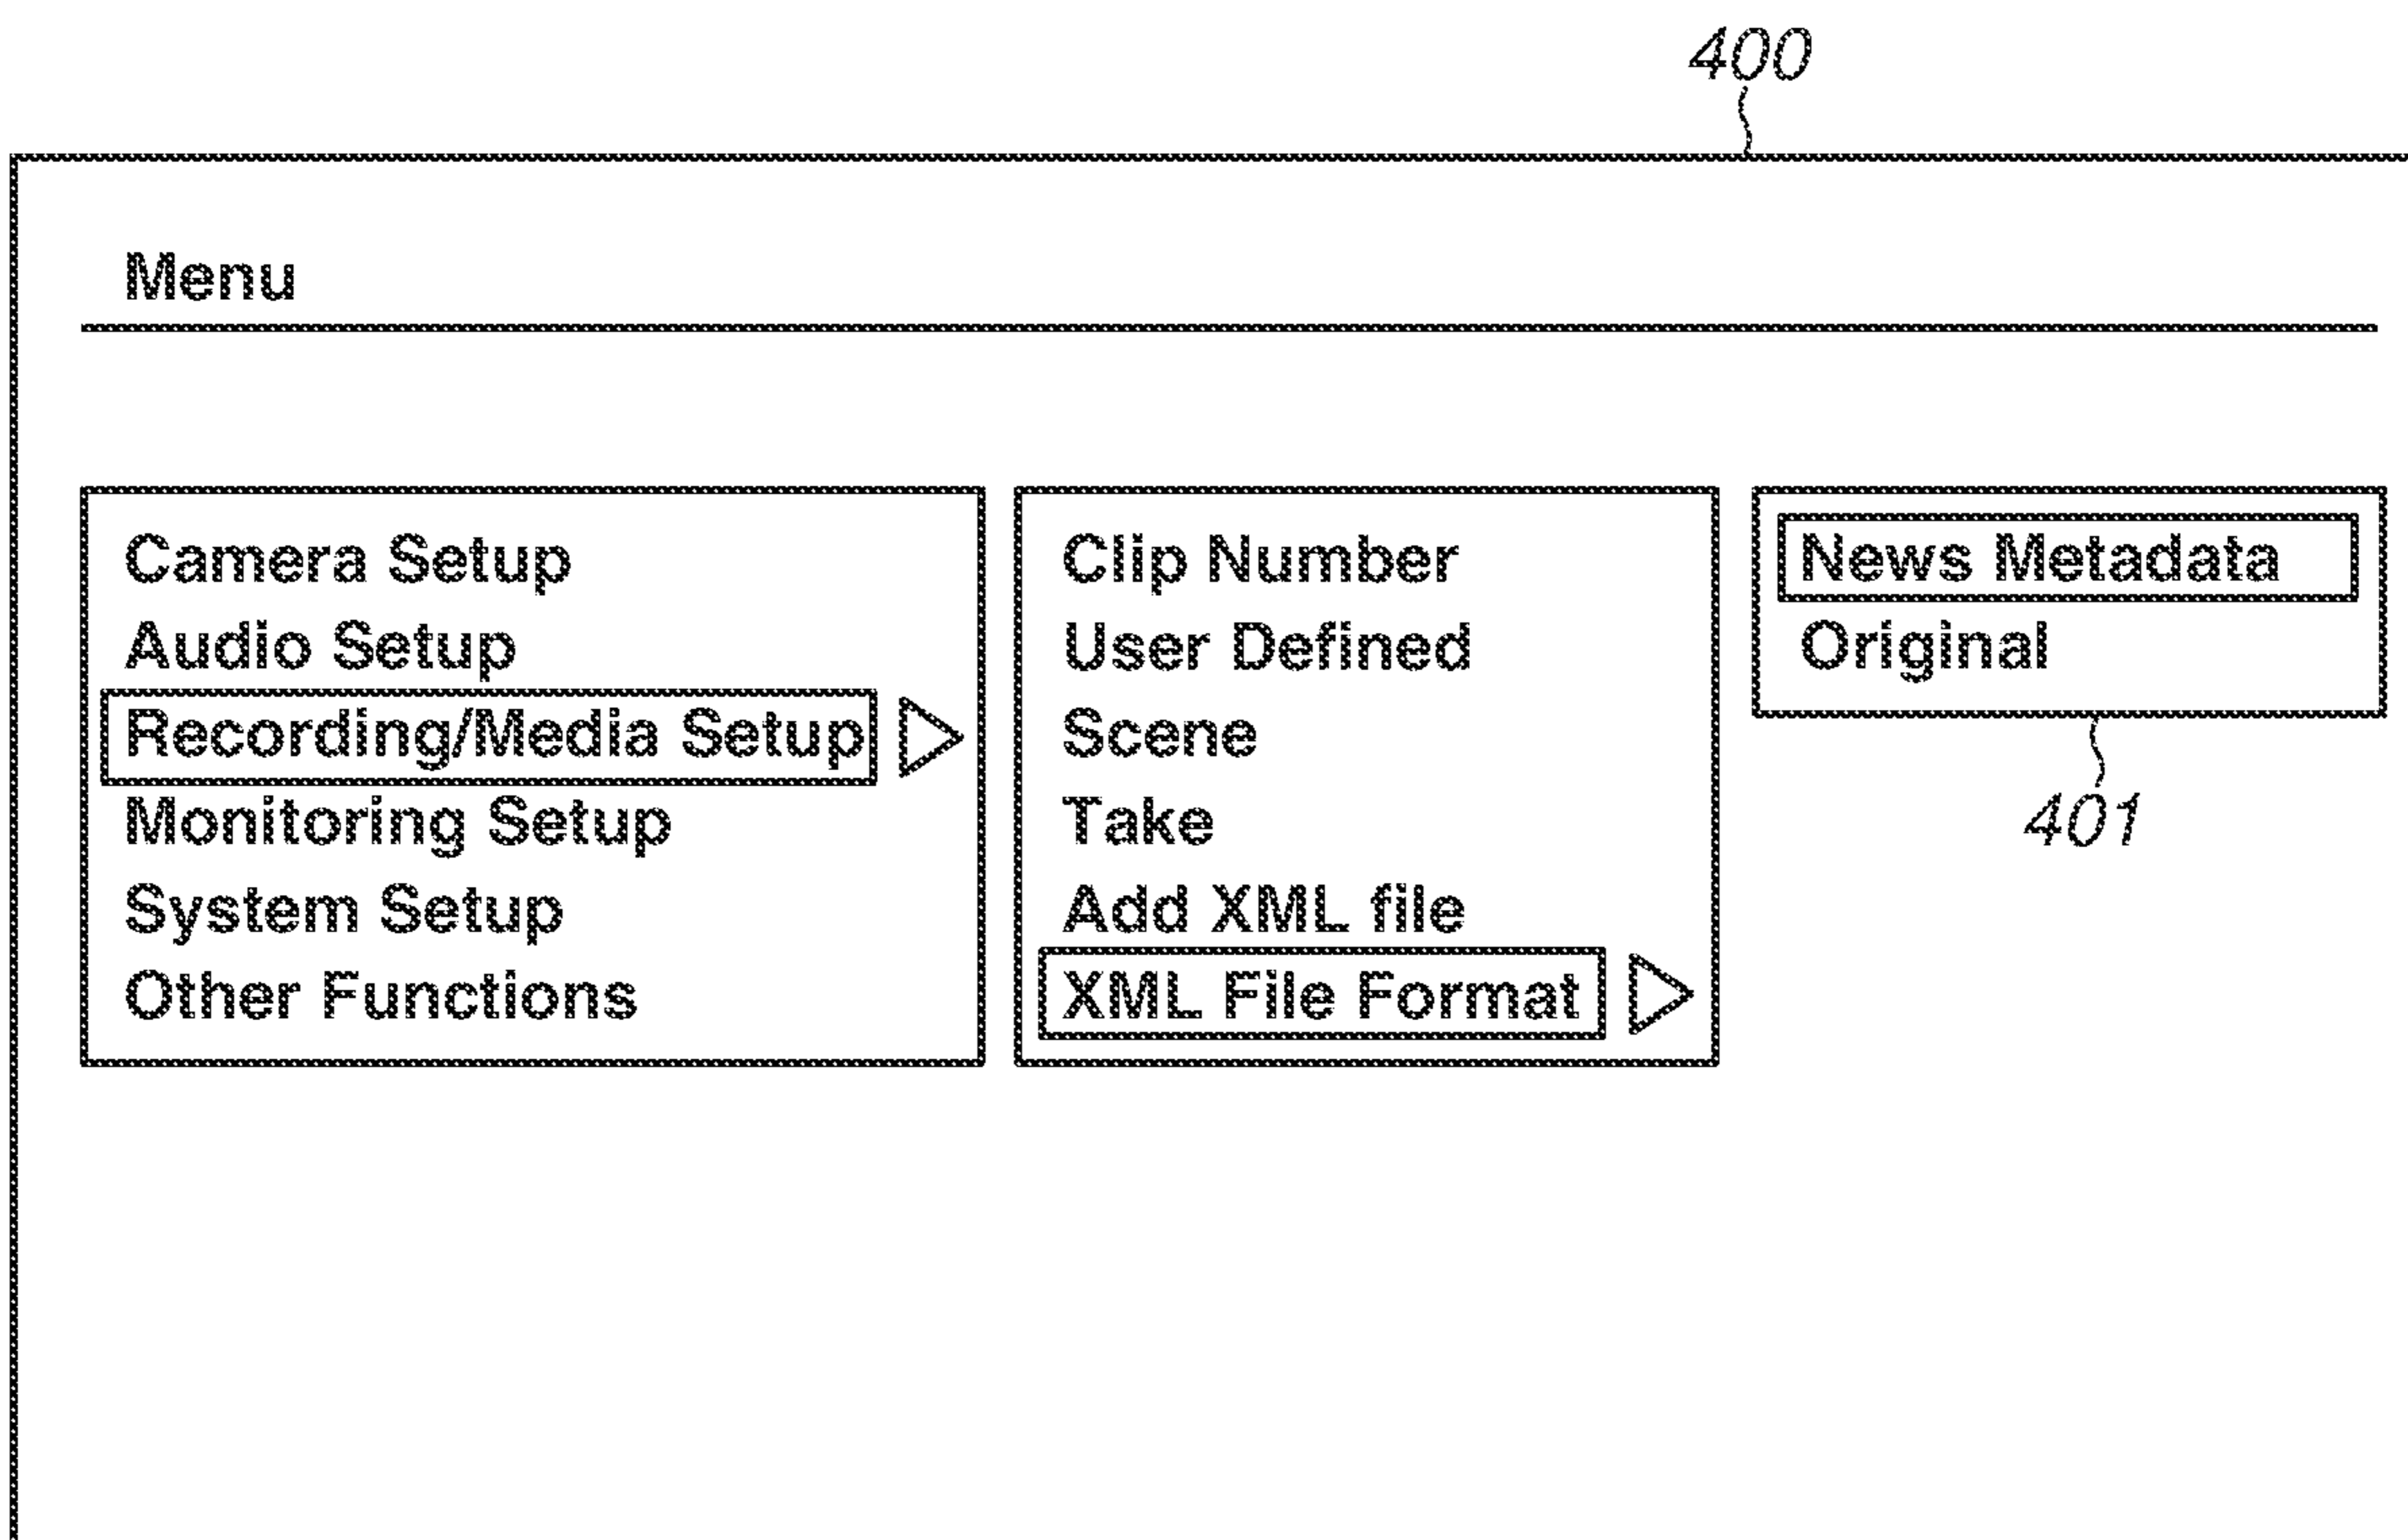 400
Menu
Camera Setup
Audio Setup
Recording/Media Setup
Monitoring Setup
System Setup
Other Functions
Clip Number
User Defined
Scene
Take
Add XML file
XML File Format
News Metadata
Original
401